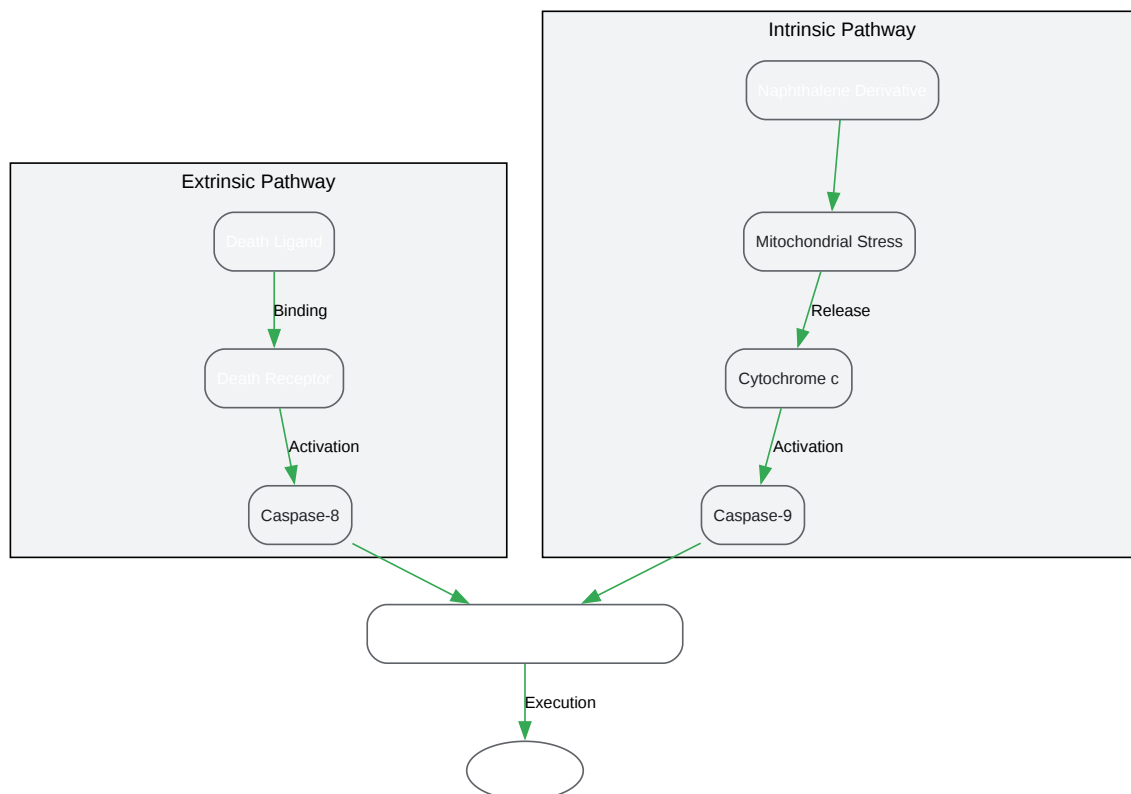 Intrinsic Pathway
Naphthalene Derivative
Extrinsic Pathway
Death Ligand
Mitochondrial Stress
Binding
Release
Death Receptor
Cytochrome c
Activation
Activation
Caspase-8
Caspase-9
Execution